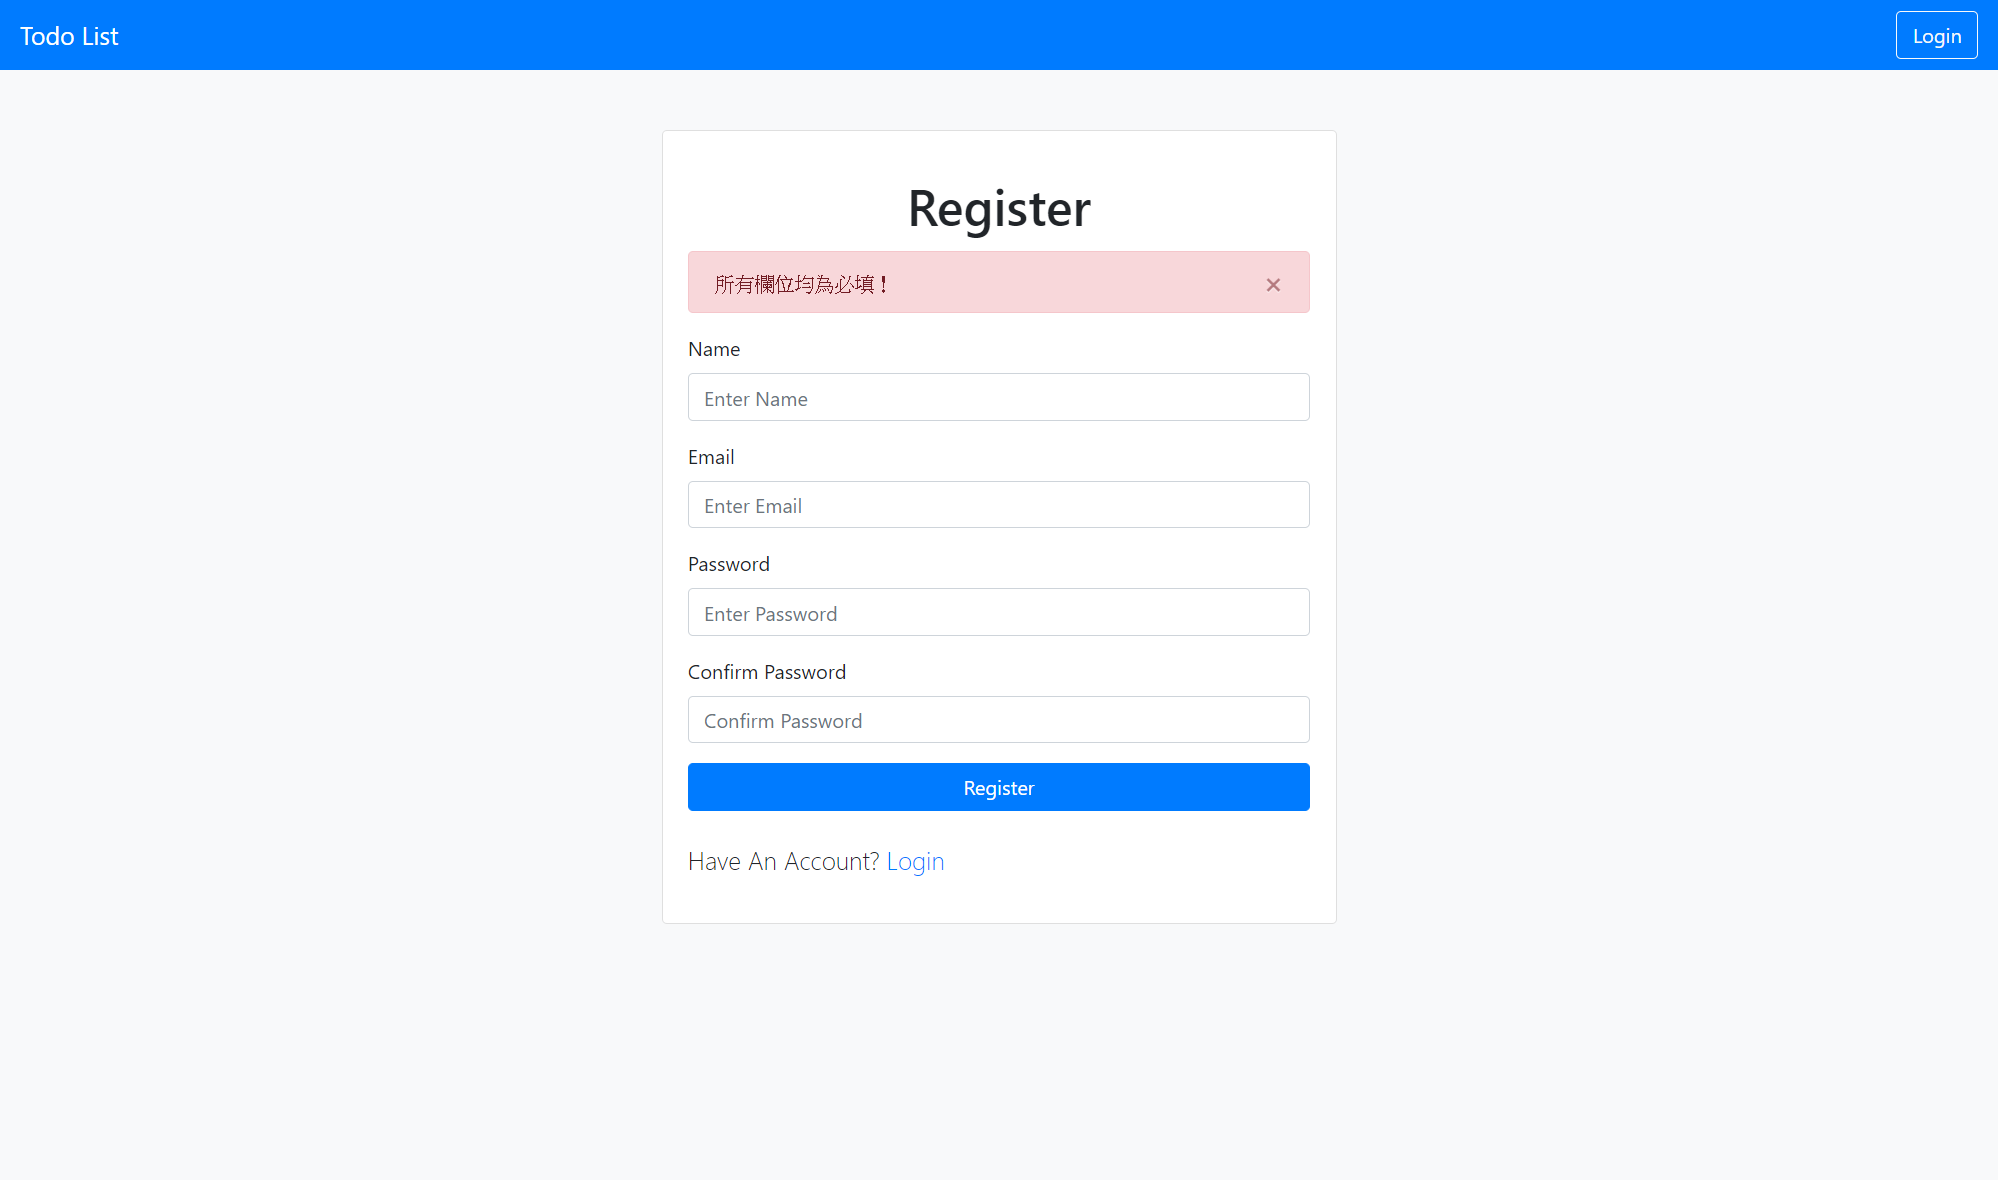 Todo List
Login
Register
所有欄位均為必填！
×
Name
Enter Name
Email
Enter Email
Password
Enter Password
Confirm Password
Confirm Password
Register
Have An Account? Login